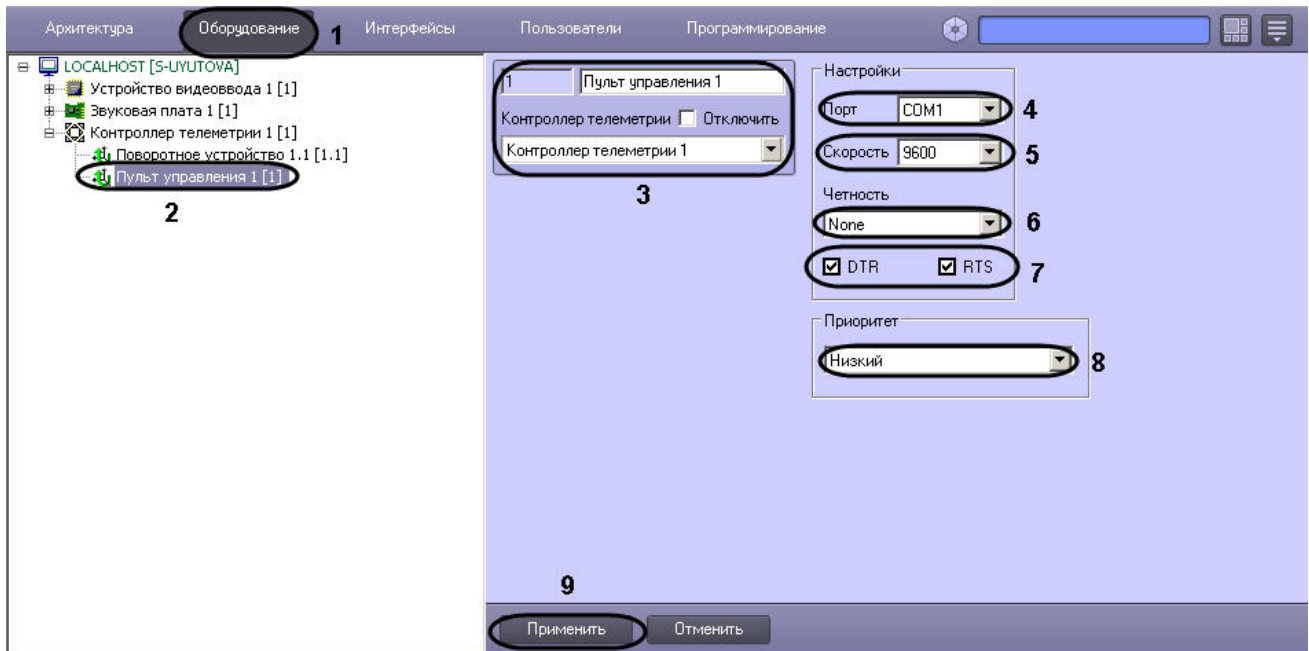 Архитектура Оборудование 1 Интерфейсы Пользователи Программирование
LOCALHOST [S-UYUTOVA]
Устройство видеоввода 1 [1]
Звуковая плата 1 [1]
Контроллер телеметрии 1 [1]
Поворотное устройство 1.1 [1.1]
Пульт управления 1 [1]
2
1 Пульт управления 1
Контроллер телеметрии Отключить
Контроллер телеметрии 1
3
Настройки
Порт COM1 4
Скорость 9600 5
Четность
None 6
DTR RTS 7
Приоритет
Низкий 8
9
Применить Отменить